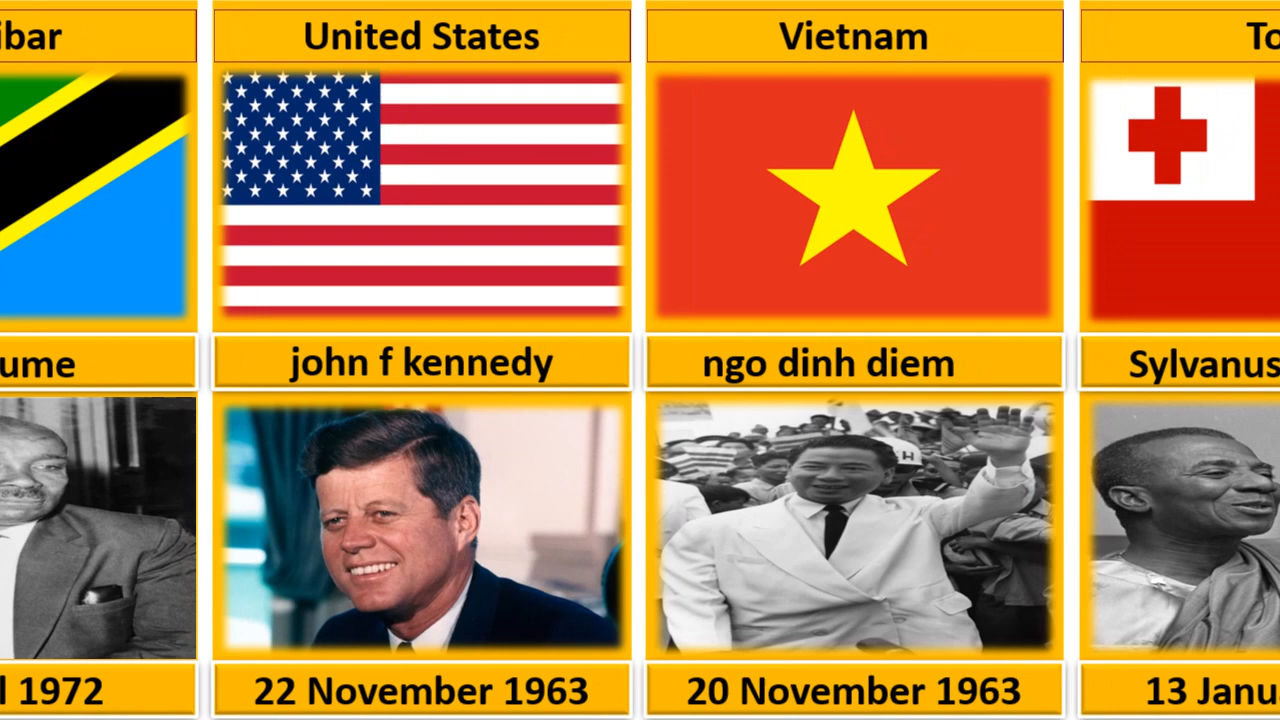 ibar
United States
Vietnam
To
ume
john f kennedy
ngo dinh diem
Sylvanus
H
l 1972
22 November 1963
20 November 1963
13 Janu